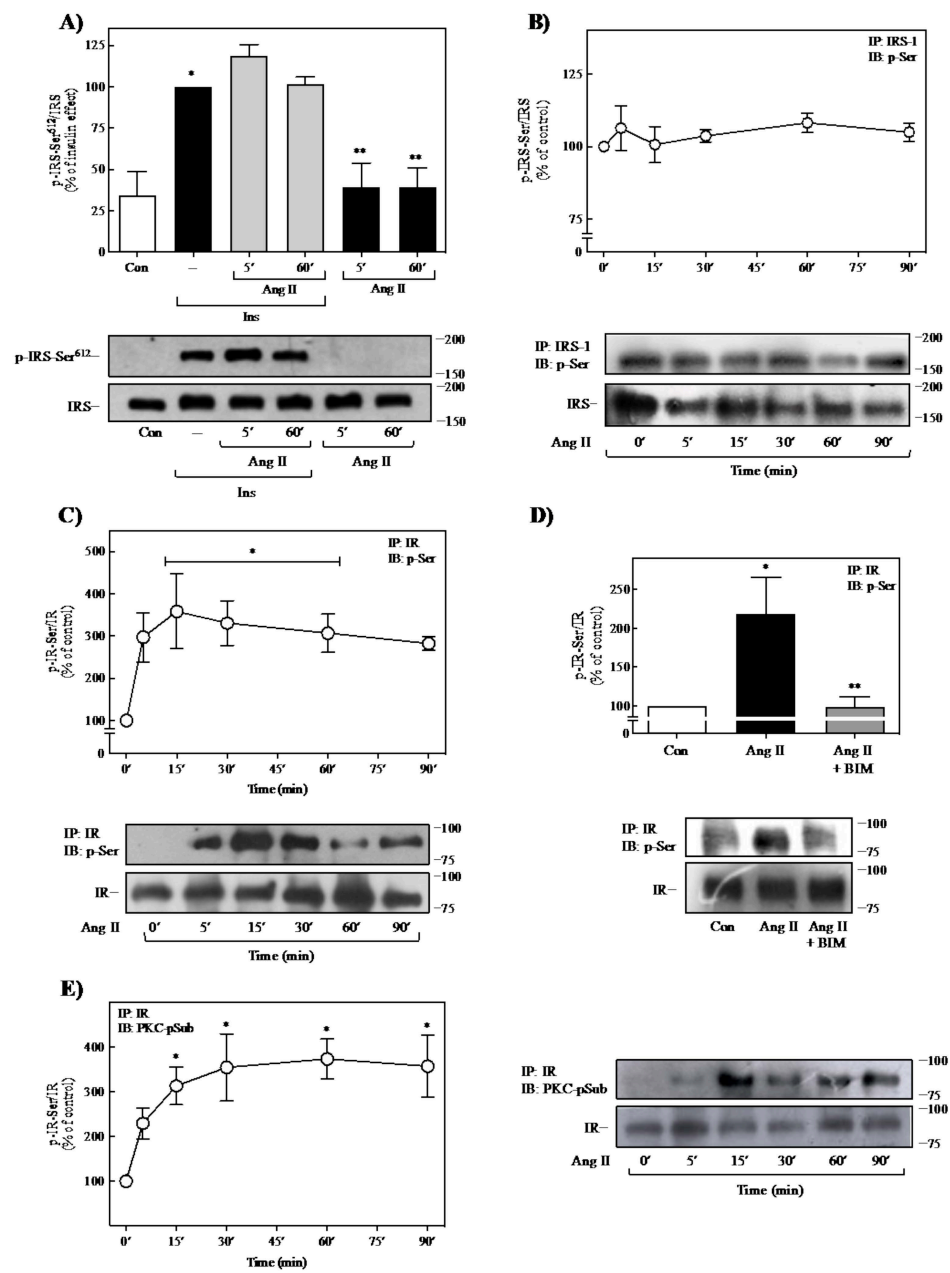 A)
p-IRS-Ser612/IRS
(% of insulin effect)
125
100
75
50
25
0
*
**
**
Con
–
5′
60′
5′
60′
Ang II
Ang II
Ins
p-IRS-Ser612–
–200
–150
IRS–
–200
–150
Con
–
5′
60′
5′
60′
Ang II
Ang II
Ins
B)
IP: IRS-1
IB: p-Ser
p-IRS-Ser/IRS
(% of control)
125
100
75
0
0′ 15′ 30′ 45′ 60′ 75′ 90′
IP: IRS-1
IB: p-Ser
–200
–150
IRS–
–200
–150
Ang II 0′ 5′ 15′ 30′ 60′ 90′
Time (min)
C)
IP: IR
IB: p-Ser
*
p-IR-Ser/IR
(% of control)
500
400
300
200
100
0
0′ 15′ 30′ 45′ 60′ 75′ 90′
Time (min)
IP: IR
IB: p-Ser
–100
–75
IR–
–100
–75
Ang II 0′ 5′ 15′ 30′ 60′ 90′
Time (min)
D)
IP: IR
IB: p-Ser
p-IR-Ser/IR
(% of control)
250
200
150
100
0
*
**
Con
Ang II
Ang II
+ BIM
IP: IR
IB: p-Ser
–100
–75
IR–
–100
–75
Con
Ang II
Ang II
+ BIM
E)
IP: IR
IB: PKC-pSub
p-IR-Ser/IR
(% of control)
400
300
200
100
* * * *
0′ 15′ 30′ 45′ 60′ 75′ 90′
Time (min)
IP: IR
IB: PKC-pSub
–100
–75
IR–
–100
–75
Ang II 0′ 5′ 15′ 30′ 60′ 90′
Time (min)